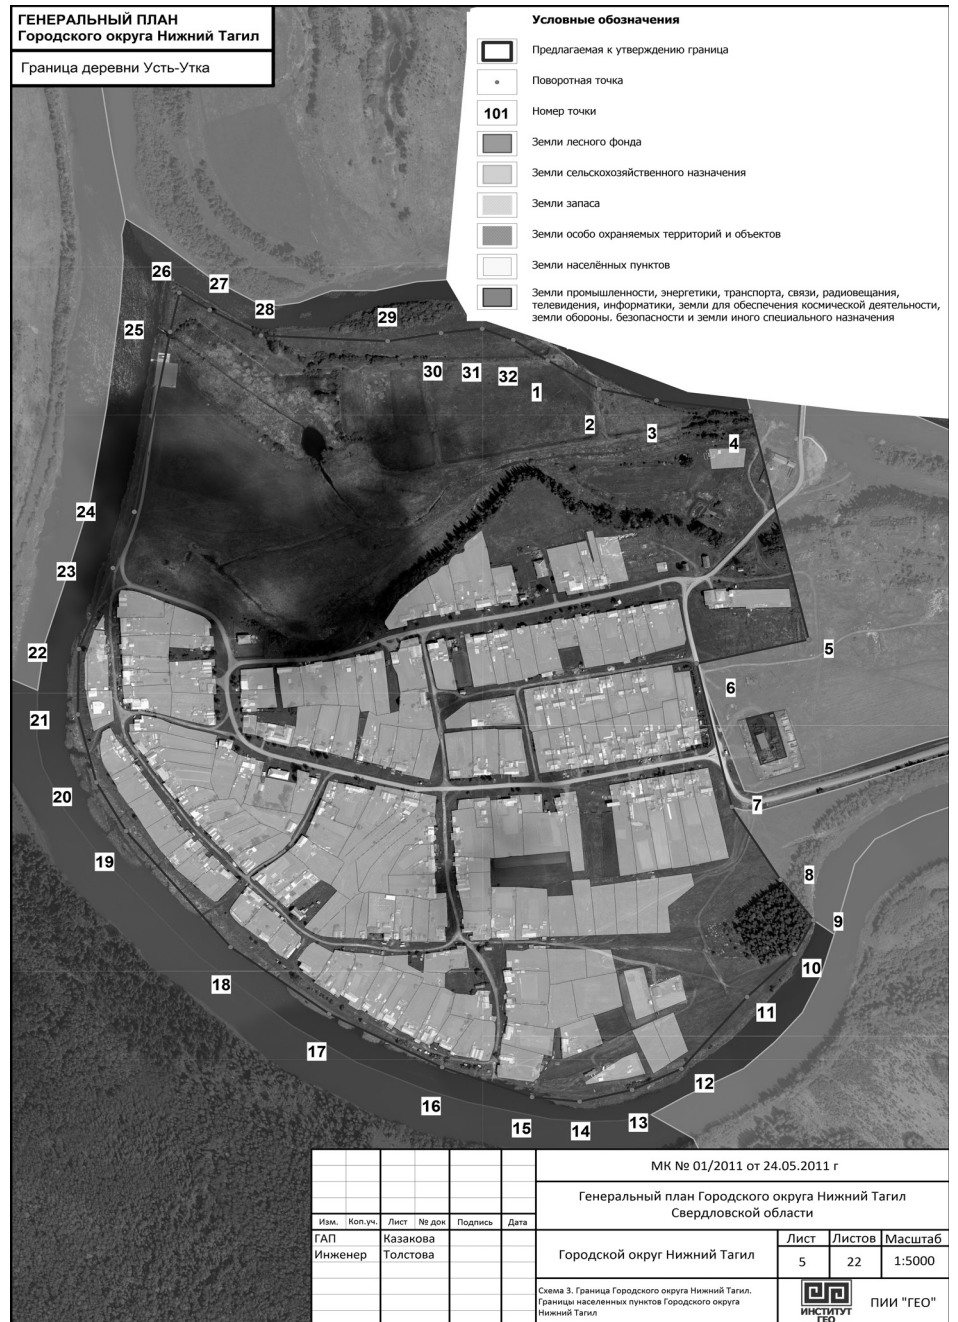 ГЕНЕРАЛЬНЫЙ ПЛАН
Городского округа Нижний Тагил
Граница деревни Усть-Утка
Условные обозначения
Предлагаемая к утверждению граница
Поворотная точка
101 Номер точки
Земли лесного фонда
Земли сельскохозяйственного назначения
Земли запаса
Земли особо охраняемых территорий и объектов
Земли населённых пунктов
Земли промышленности, энергетики, транспорта, связи, радиовещания,
телевидения, информатики, земли для обеспечения космической деятельности,
земли обороны. безопасности и земли иного специального назначения
26
27
28
29
25
30
31
32
1
2
3
4
24
23
22
5
6
21
20
7
19
8
9
10
18
11
17
12
16
15
14
13
МК № 01/2011 от 24.05.2011 г
Генеральный план Городского округа Нижний Тагил
Свердловской области
Изм. Коп.уч. Лист № док Подпись Дата
ГАП Казакова
Инженер Толстова
Городской округ Нижний Тагил
Лист Листов Масштаб
5 22 1:5000
Схема 3. Граница Городского округа Нижний Тагил.
Границы населенных пунктов Городского округа
Нижний Тагил
ИНСТИТУТ
ГЕО
ПИИ "ГЕО"